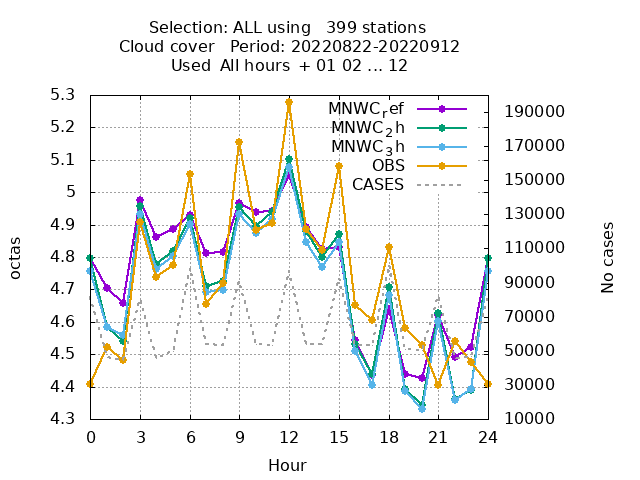 Selection: ALL using   399 stations
Cloud cover   Period: 20220822-20220912
Used  All hours  + 01 02 ... 12
octas
No cases
5.3
5.2
5.1
5
4.9
4.8
4.7
4.6
4.5
4.4
4.3
190000
170000
150000
130000
110000
90000
70000
50000
30000
10000
MNWC_ref
MNWC_2h
MNWC_3h
OBS
CASES
0 3 6 9 12 15 18 21 24
Hour